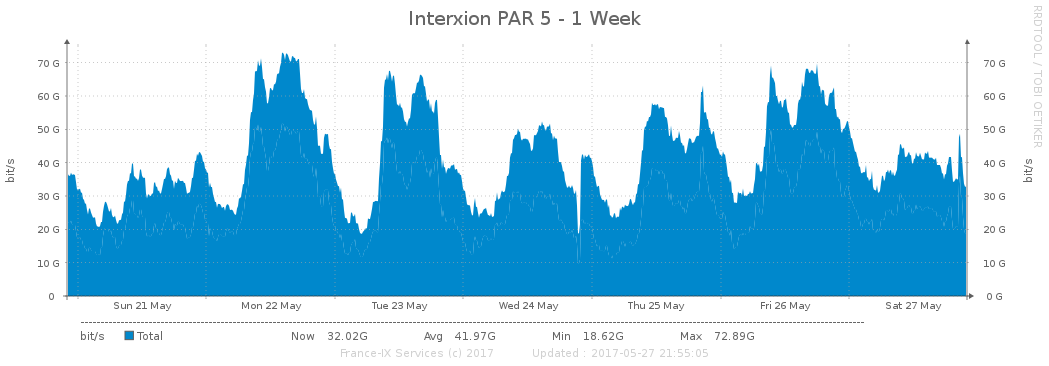 Interxion PAR 5 - 1 Week
RRDTOOL / TOBI OETIKER
bit/s
70 G
60 G
50 G
40 G
30 G
20 G
10 G
0
70 G
60 G
50 G
40 G
30 G
20 G
10 G
0 G
bit/s
Sun 21 May Mon 22 May Tue 23 May Wed 24 May Thu 25 May Fri 26 May Sat 27 May
bit/s Total Now 32.02G Avg 41.97G Min 18.62G Max 72.89G
France-IX Services (c) 2017 Updated : 2017-05-27 21:55:05